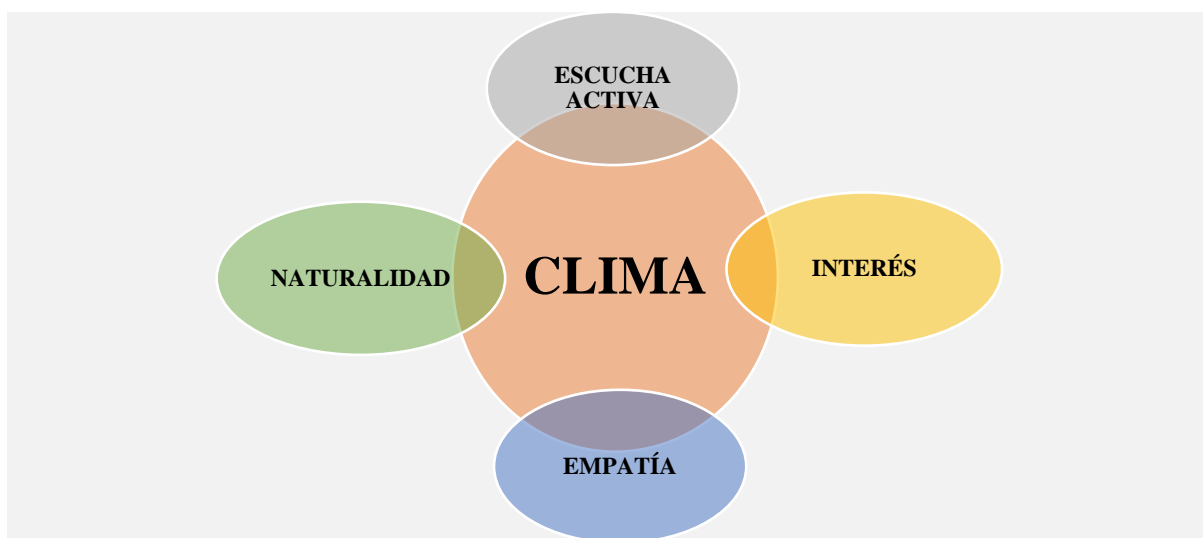 ESCUCHA
ACTIVA
NATURALIDAD
CLIMA
INTERÉS
EMPATÍA